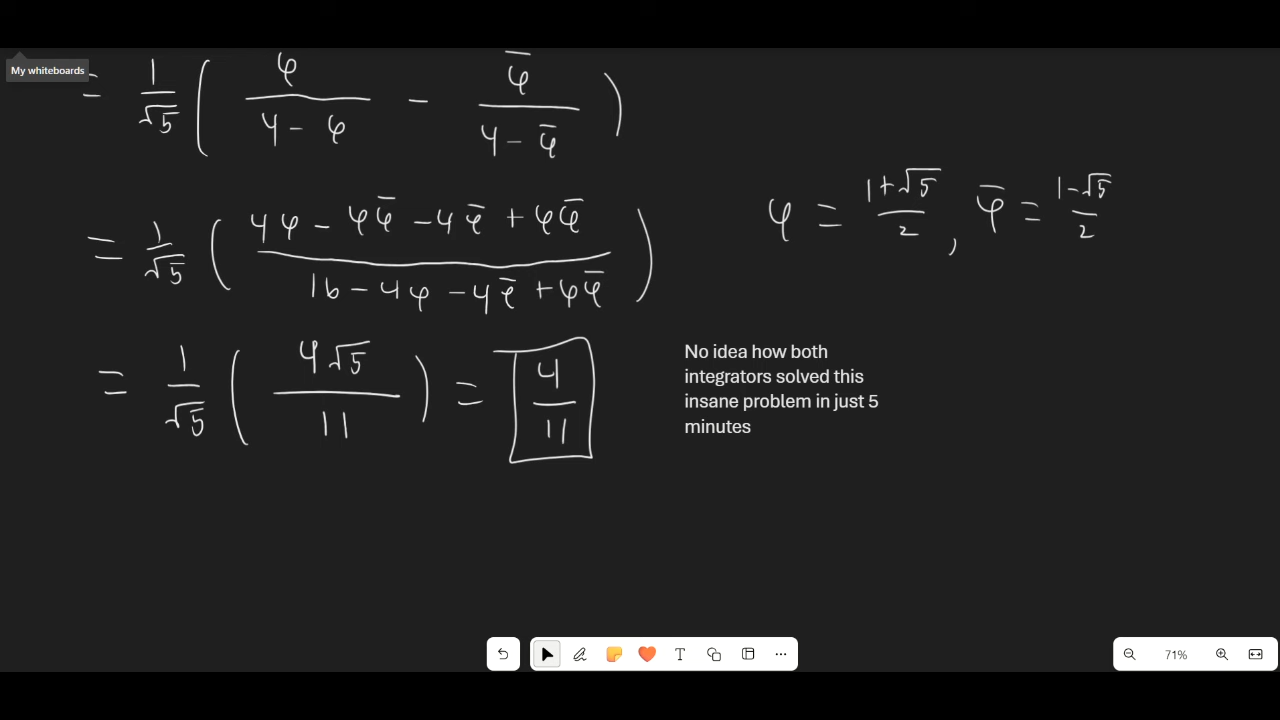 My whiteboards
= 1/√5 ( φ/(4 - φ) - φ̅/(4 - φ̅) )
= 1/√5 ( (4φ - φφ̅ - 4φ̅ + φφ̅)/(16 - 4φ - 4φ̅ + φφ̅) )
φ = (1+√5)/2 , φ̅ = (1-√5)/2
= 1/√5 ( 4√5/11 ) = 4/11
No idea how both
integrators solved this
insane problem in just 5
minutes
T
71%